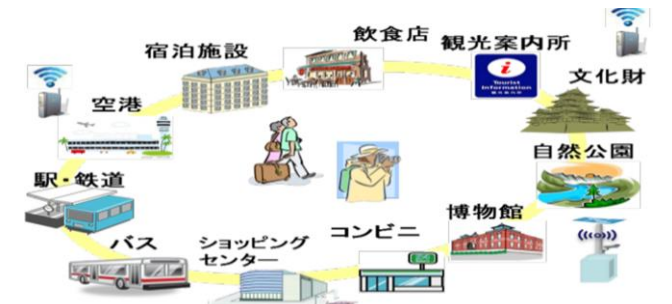 飲食店
観光案内所
宿泊施設
i
Tourist
Information
文化財
空港
自然公園
駅・鉄道
博物館
コンビニ
バス
ショッピング
センター